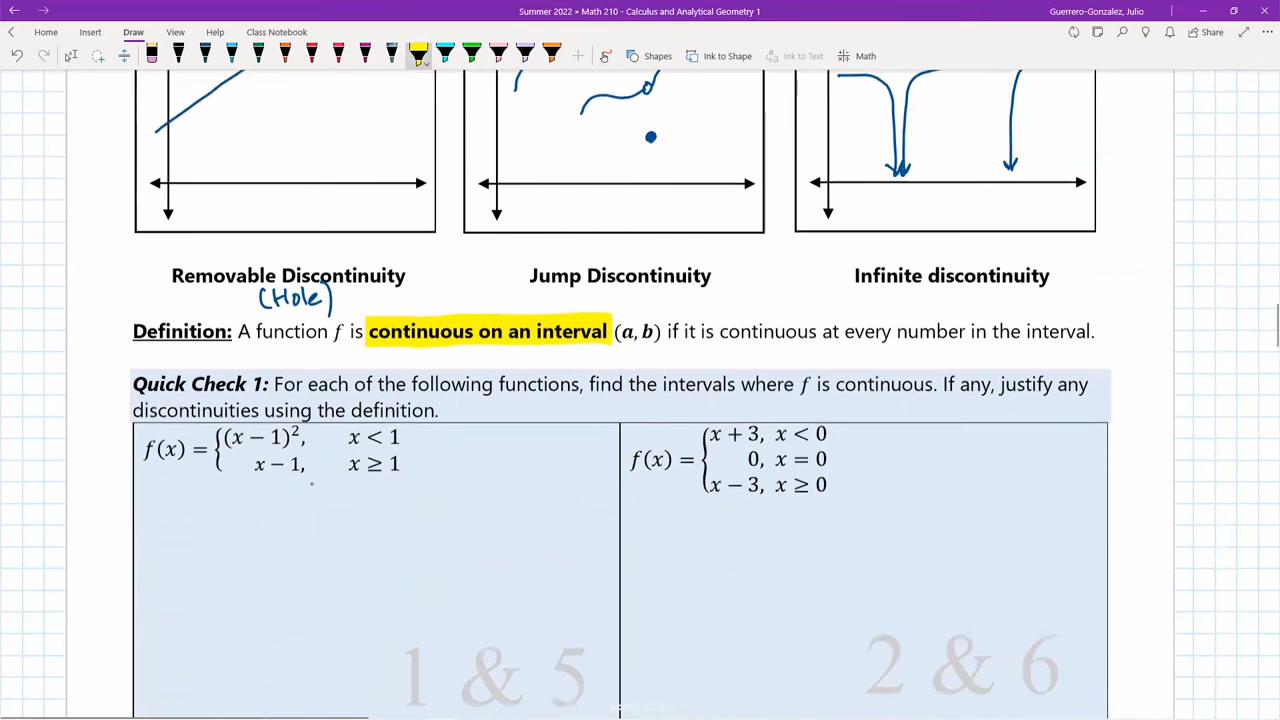 Summer 2022 » Math 210 - Calculus and Analytical Geometry 1
Guerrero-Gonzalez, Julio
Home Insert Draw View Help Class Notebook
Share
Shapes Ink to Shape Ink to Text Math
Removable Discontinuity
(Hole)
Jump Discontinuity
Infinite discontinuity
Definition: A function f is continuous on an interval (a, b) if it is continuous at every number in the interval.
Quick Check 1: For each of the following functions, find the intervals where f is continuous. If any, justify any
discontinuities using the definition.
f(x) = {(x − 1)², x < 1
x − 1, x ≥ 1
f(x) = {x + 3, x < 0
0, x = 0
x − 3, x ≥ 0
1 & 5
2 & 6